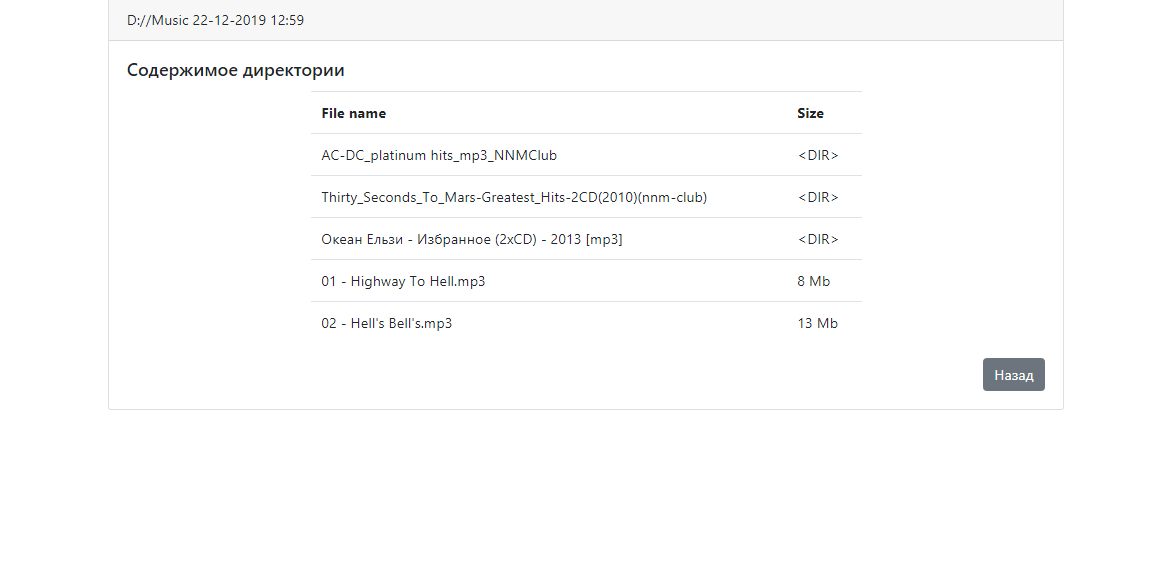 D://Music 22-12-2019 12:59
Содержимое директории
File name Size
AC-DC_platinum hits_mp3_NNMClub <DIR>
Thirty_Seconds_To_Mars-Greatest_Hits-2CD(2010)(nnm-club) <DIR>
Океан Ельзи - Избранное (2xCD) - 2013 [mp3] <DIR>
01 - Highway To Hell.mp3 8 Mb
02 - Hell's Bell's.mp3 13 Mb
Назад